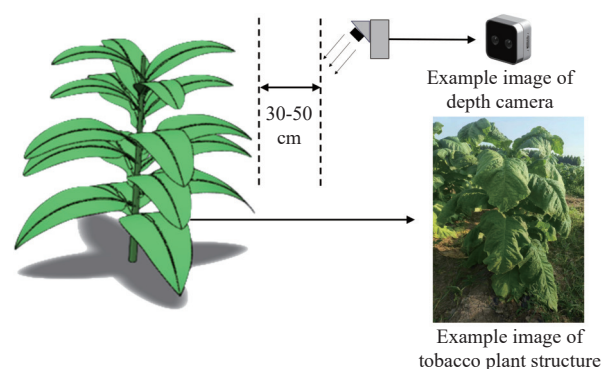 30-50
cm
Example image of
depth camera
Example image of
tobacco plant structure